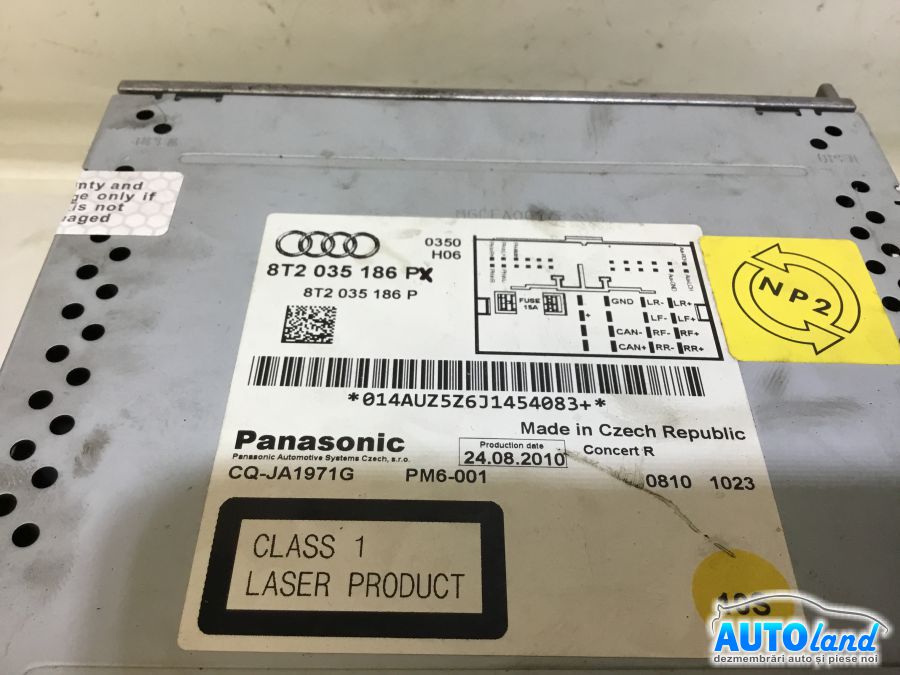 nty and
ge only if
is not
aged
0350
H06
8T2 035 186 PX
8T2 035 186 P
FUSE
15A
GND LR- LR+
+ LF- LF+
CAN- RF- RF+
CAN+ RR- RR+
NP2
*014AUZ5Z6J1454083+*
Made in Czech Republic
Panasonic
Panasonic Automotive Systems Czech, s.r.o.
Production date
24.08.2010
Concert R
CQ-JA1971G PM6-001 0810 1023
CLASS 1
LASER PRODUCT
AUTOland
dezmembrări auto și piese noi